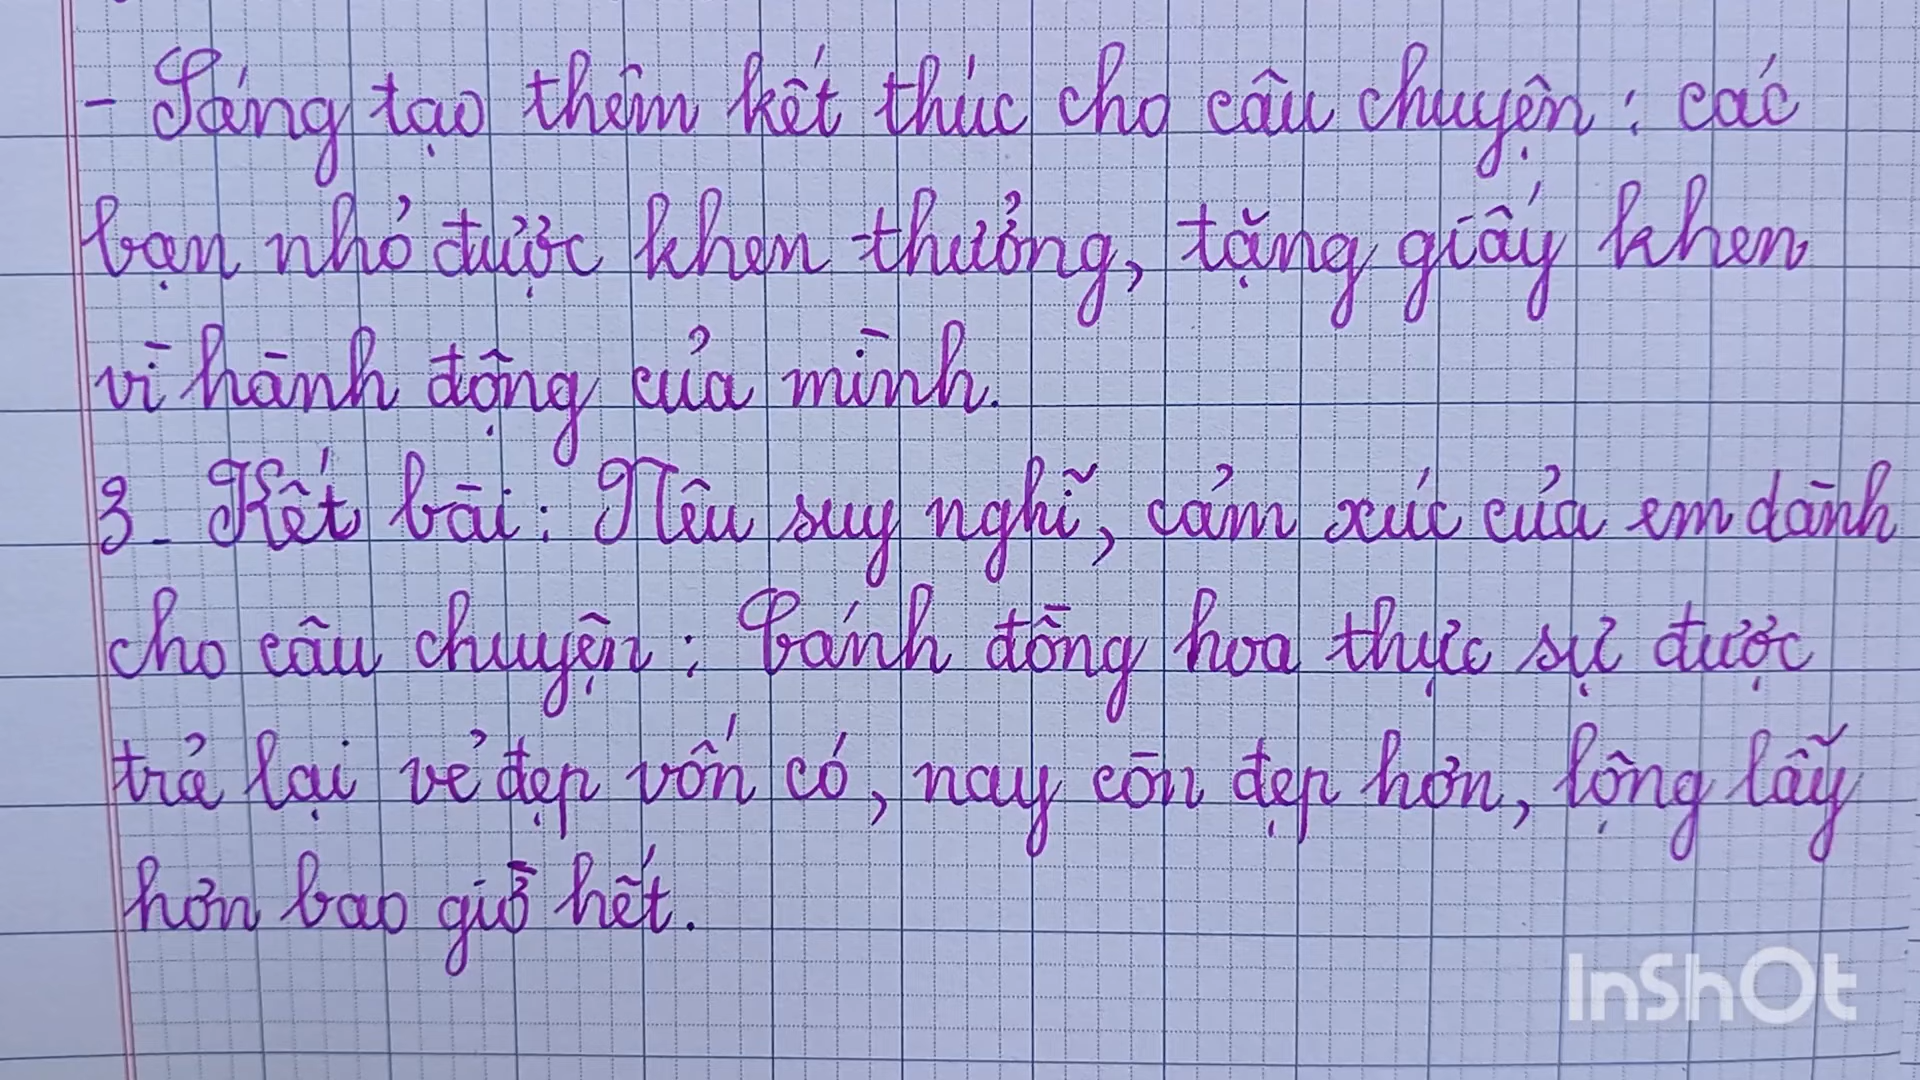 - Sáng tạo thêm kết thúc cho câu chuyện: các
bạn nhỏ được khen thưởng, tặng giấy khen
vì hành động của mình.
3. Kết bài: Nêu suy nghĩ, cảm xúc của em dành
cho câu chuyện: Cánh đồng hoa thực sự được
trả lại vẻ đẹp vốn có, nay còn đẹp hơn, lộng lẫy
hơn bao giờ hết.
InShOt